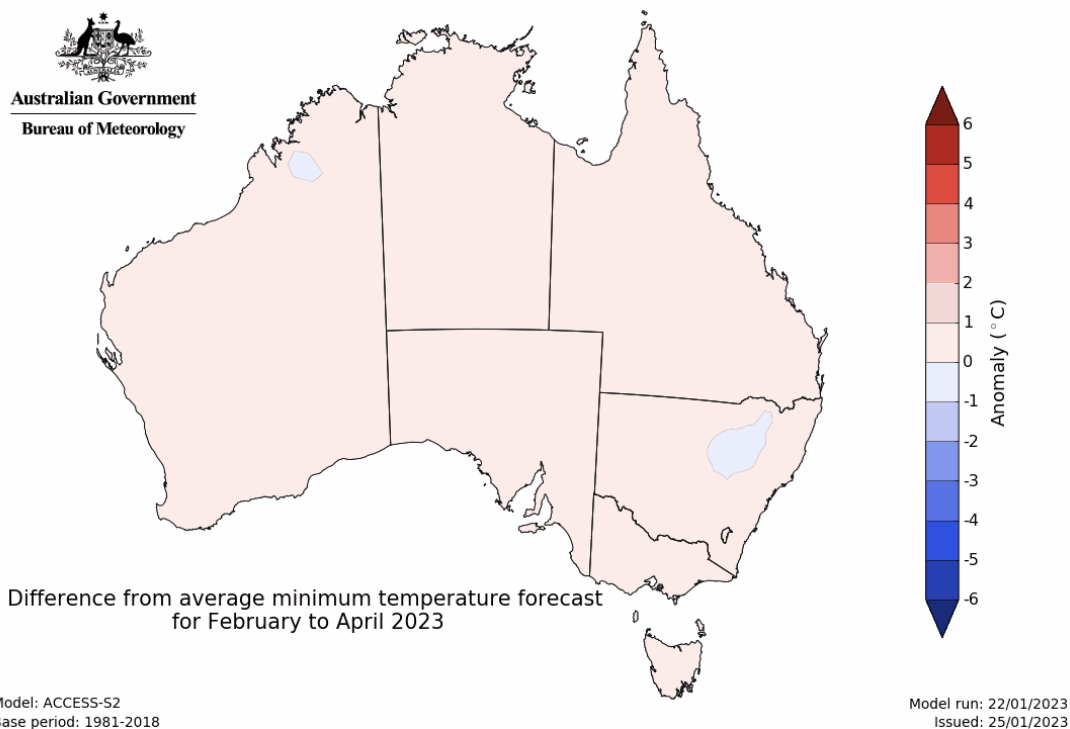 Australian Government
Bureau of Meteorology
6
5
4
3
2
1
0
-1
-2
-3
-4
-5
-6
Anomaly (°C)
Difference from average minimum temperature forecast
for February to April 2023
Model: ACCESS-S2
Base period: 1981-2018
Model run: 22/01/2023
Issued: 25/01/2023